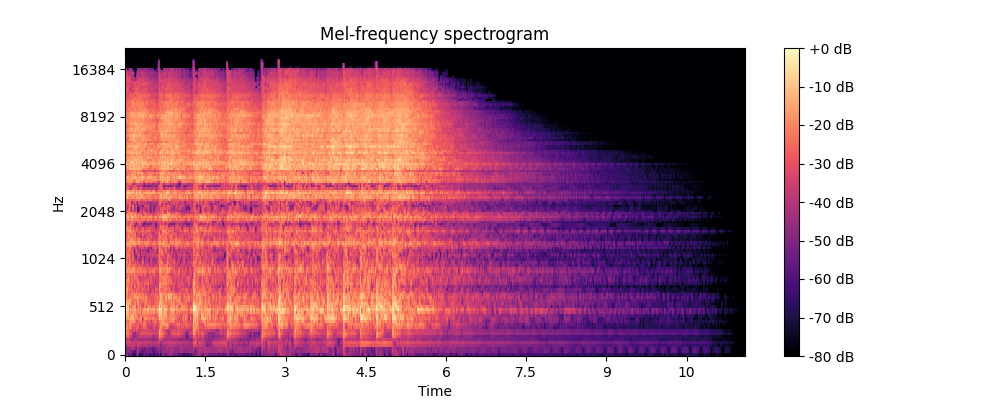 Mel-frequency spectrogram
Hz
16384
8192
4096
2048
1024
512
0
0 1.5 3 4.5 6 7.5 9 10
Time
+0 dB
-10 dB
-20 dB
-30 dB
-40 dB
-50 dB
-60 dB
-70 dB
-80 dB